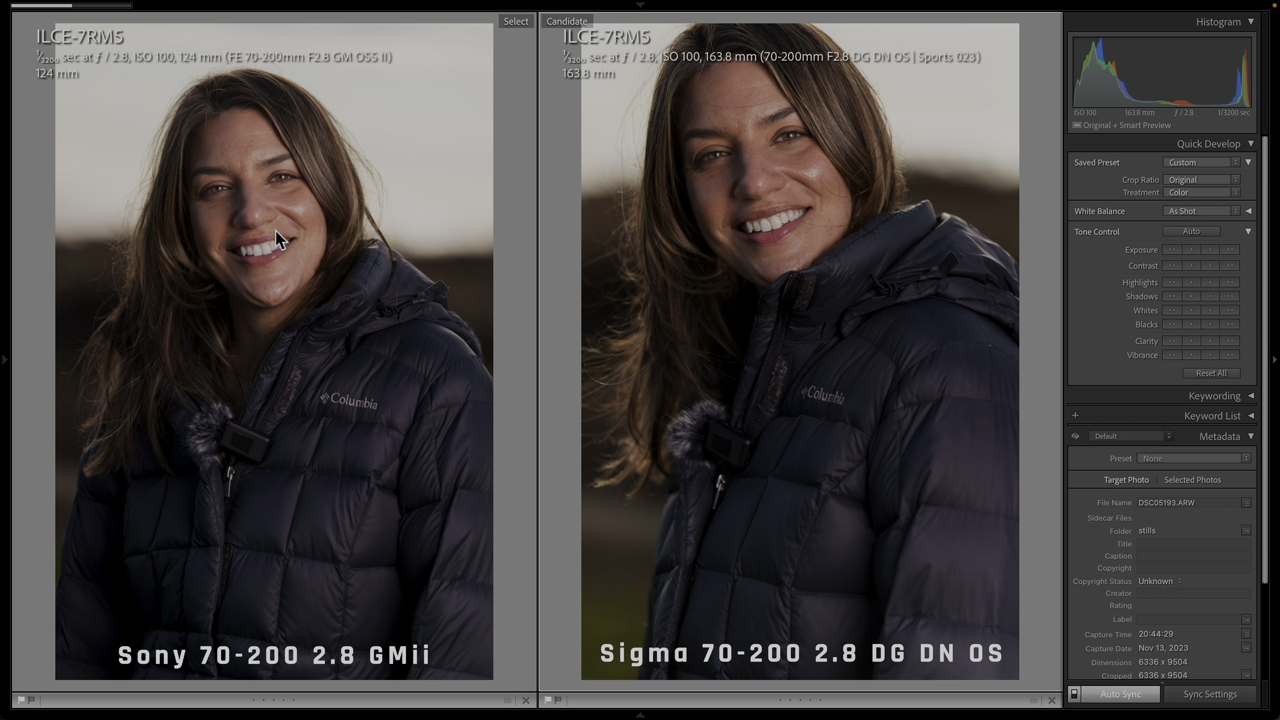 Select
ILCE-7RM5
1/3200 sec at ƒ / 2.8, ISO 100, 124 mm (FE 70-200mm F2.8 GM OSS II)
124 mm
Columbia
Sony 70-200 2.8 GMii
Candidate
ILCE-7RM5
1/3200 sec at ƒ / 2.8, ISO 100, 163.8 mm (70-200mm F2.8 DG DN OS | Sports 023)
163.8 mm
Columbia
Sigma 70-200 2.8 DG DN OS
Histogram
ISO 100 163.8 mm ƒ / 2.8 1/3200 sec
Original + Smart Preview
Quick Develop
Saved Preset Custom
Crop Ratio Original
Treatment Color
White Balance As Shot
Tone Control Auto
Exposure
Contrast
Highlights
Shadows
Whites
Blacks
Clarity
Vibrance
Reset All
Keywording
+ Keyword List
Default Metadata
Preset None
Target Photo Selected Photos
File Name DSC05193.ARW
Sidecar Files
Folder stills
Title
Caption
Copyright
Copyright Status Unknown
Creator
Rating
Label
Capture Time 20:44:29
Capture Date Nov 13, 2023
Dimensions 6336 x 9504
Cropped 6336 x 9504
Auto Sync Sync Settings